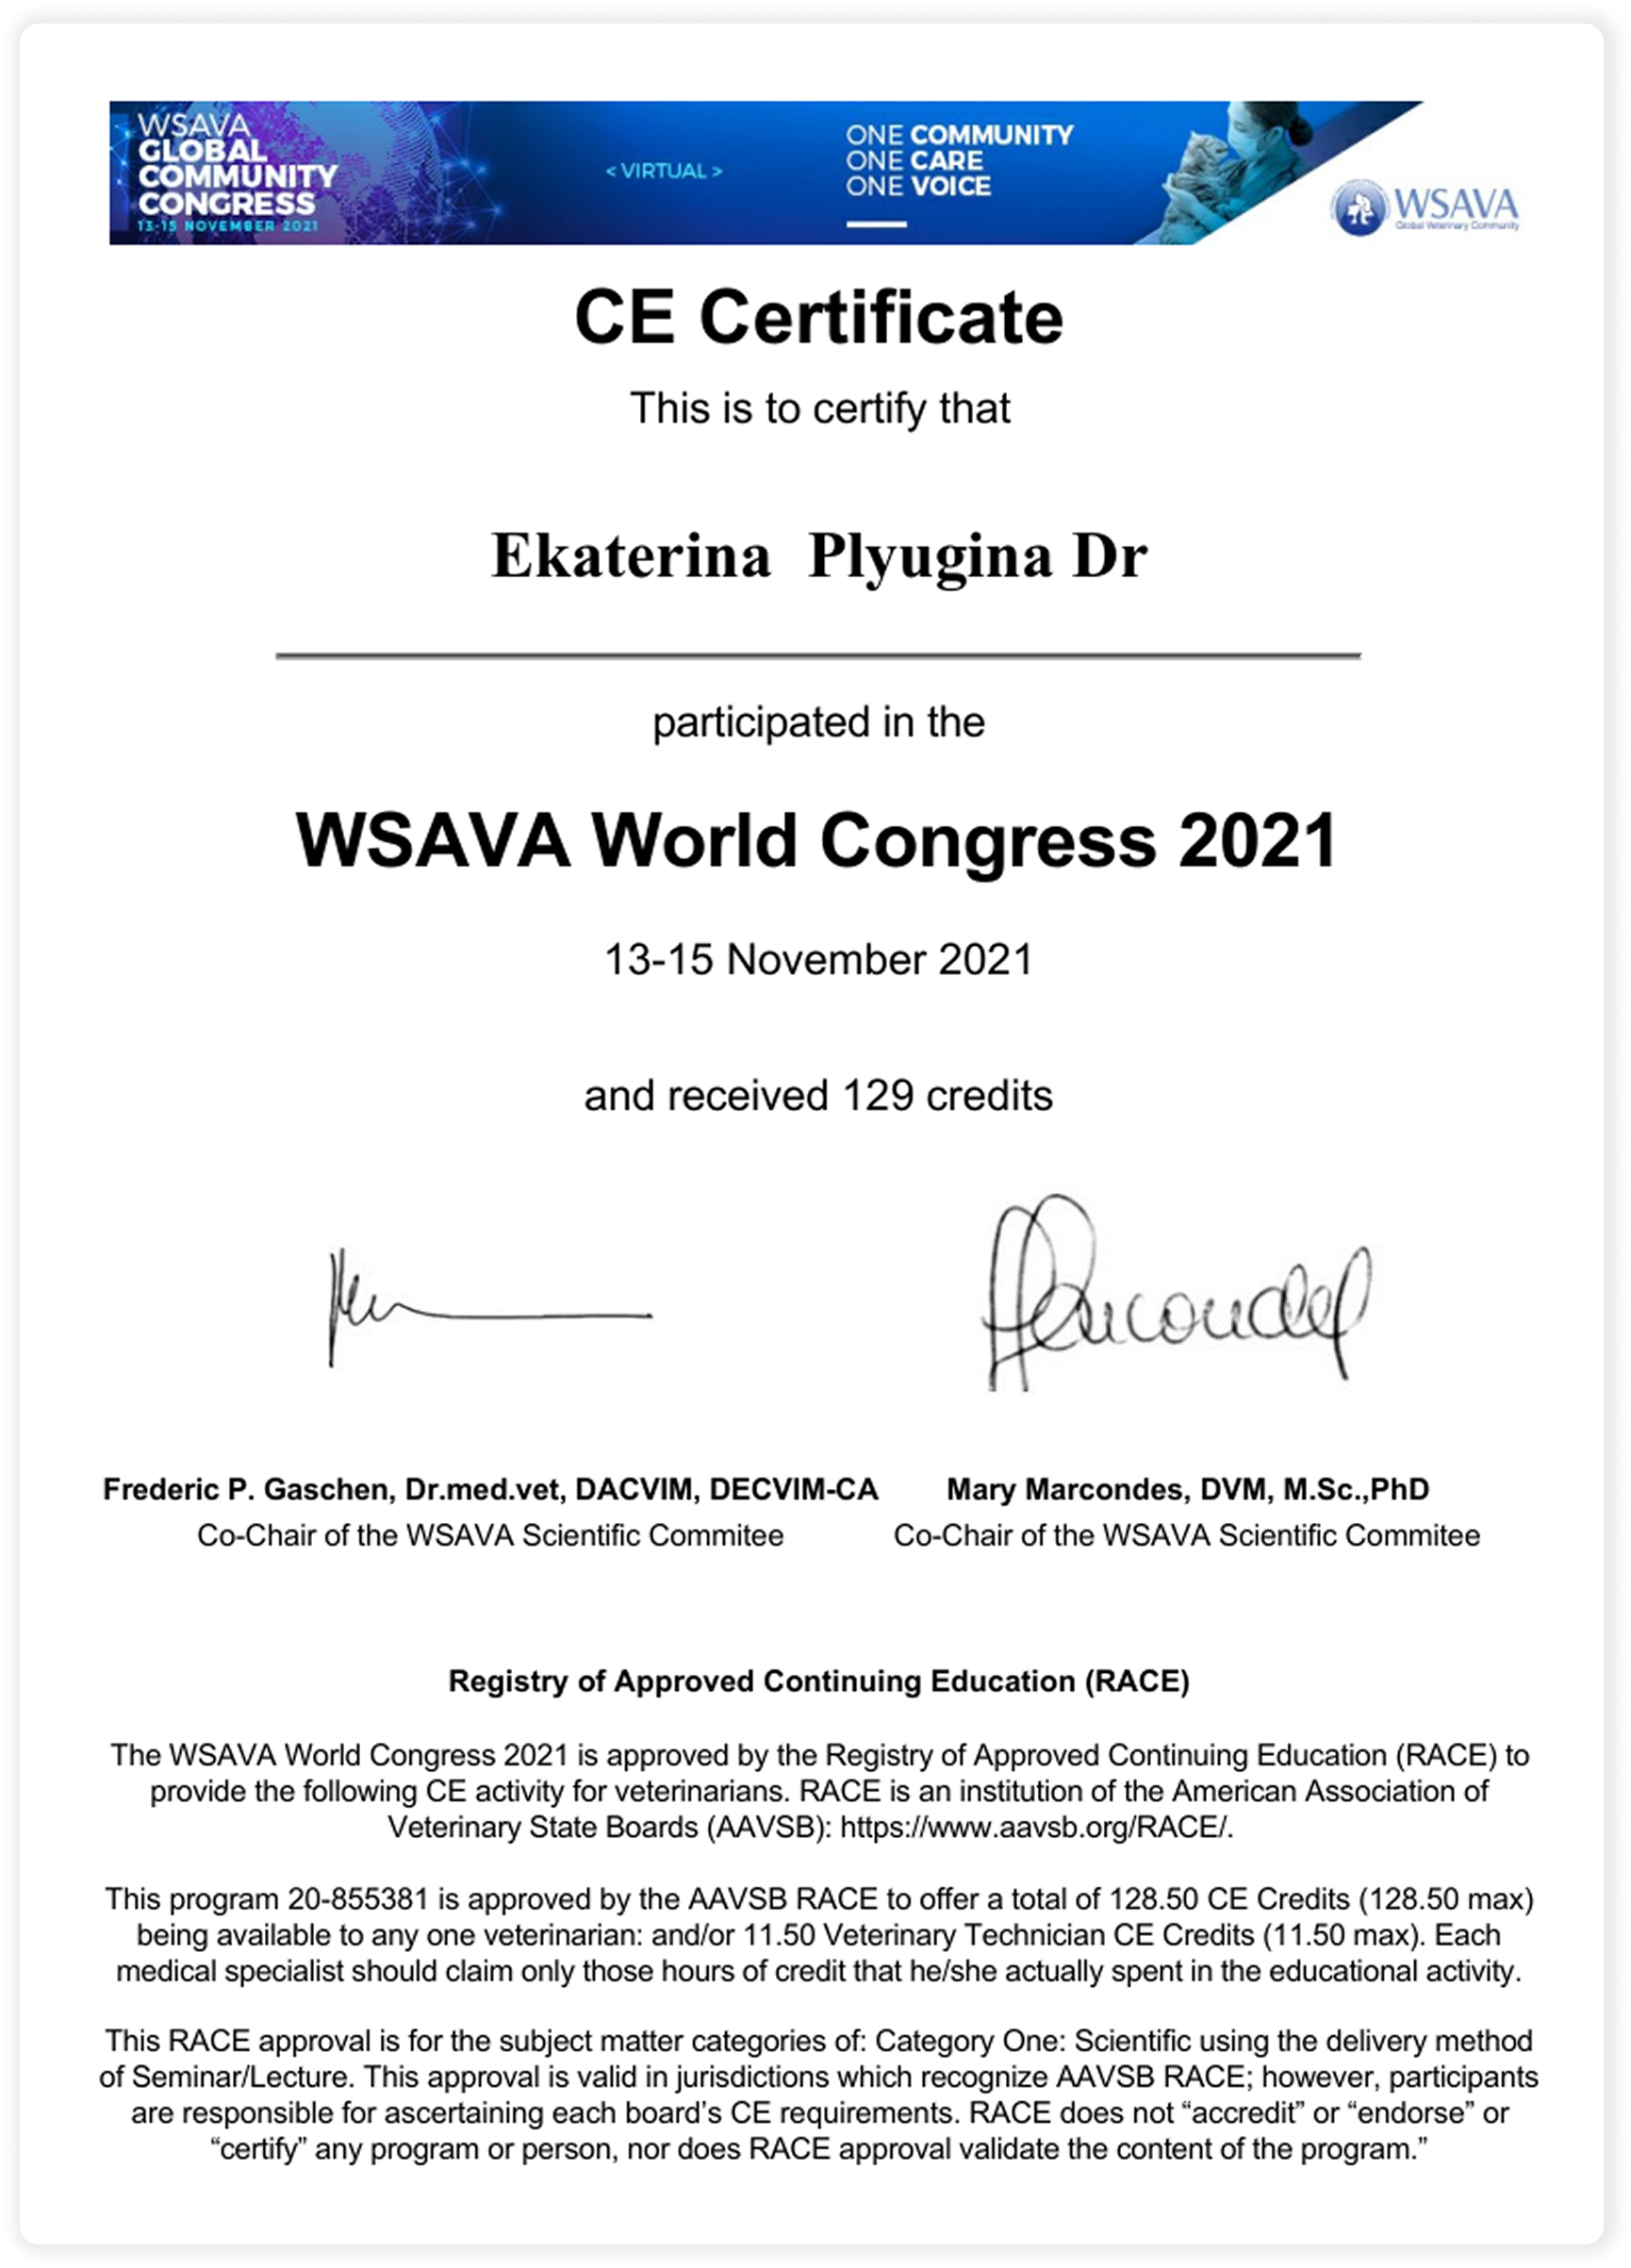 WSAVA
GLOBAL
COMMUNITY
CONGRESS
13-15 NOVEMBER 2021
< VIRTUAL >
ONE COMMUNITY
ONE CARE
ONE VOICE
WSAVA
Global Veterinary Community
CE Certificate
This is to certify that
Ekaterina Plyugina Dr
participated in the
WSAVA World Congress 2021
13-15 November 2021
and received 129 credits
Frederic P. Gaschen, Dr.med.vet, DACVIM, DECVIM-CA
Co-Chair of the WSAVA Scientific Commitee
Mary Marcondes, DVM, M.Sc.,PhD
Co-Chair of the WSAVA Scientific Commitee
Registry of Approved Continuing Education (RACE)
The WSAVA World Congress 2021 is approved by the Registry of Approved Continuing Education (RACE) to
provide the following CE activity for veterinarians. RACE is an institution of the American Association of
Veterinary State Boards (AAVSB): https://www.aavsb.org/RACE/.
This program 20-855381 is approved by the AAVSB RACE to offer a total of 128.50 CE Credits (128.50 max)
being available to any one veterinarian: and/or 11.50 Veterinary Technician CE Credits (11.50 max). Each
medical specialist should claim only those hours of credit that he/she actually spent in the educational activity.
This RACE approval is for the subject matter categories of: Category One: Scientific using the delivery method
of Seminar/Lecture. This approval is valid in jurisdictions which recognize AAVSB RACE; however, participants
are responsible for ascertaining each board’s CE requirements. RACE does not “accredit” or “endorse” or
“certify” any program or person, nor does RACE approval validate the content of the program.”